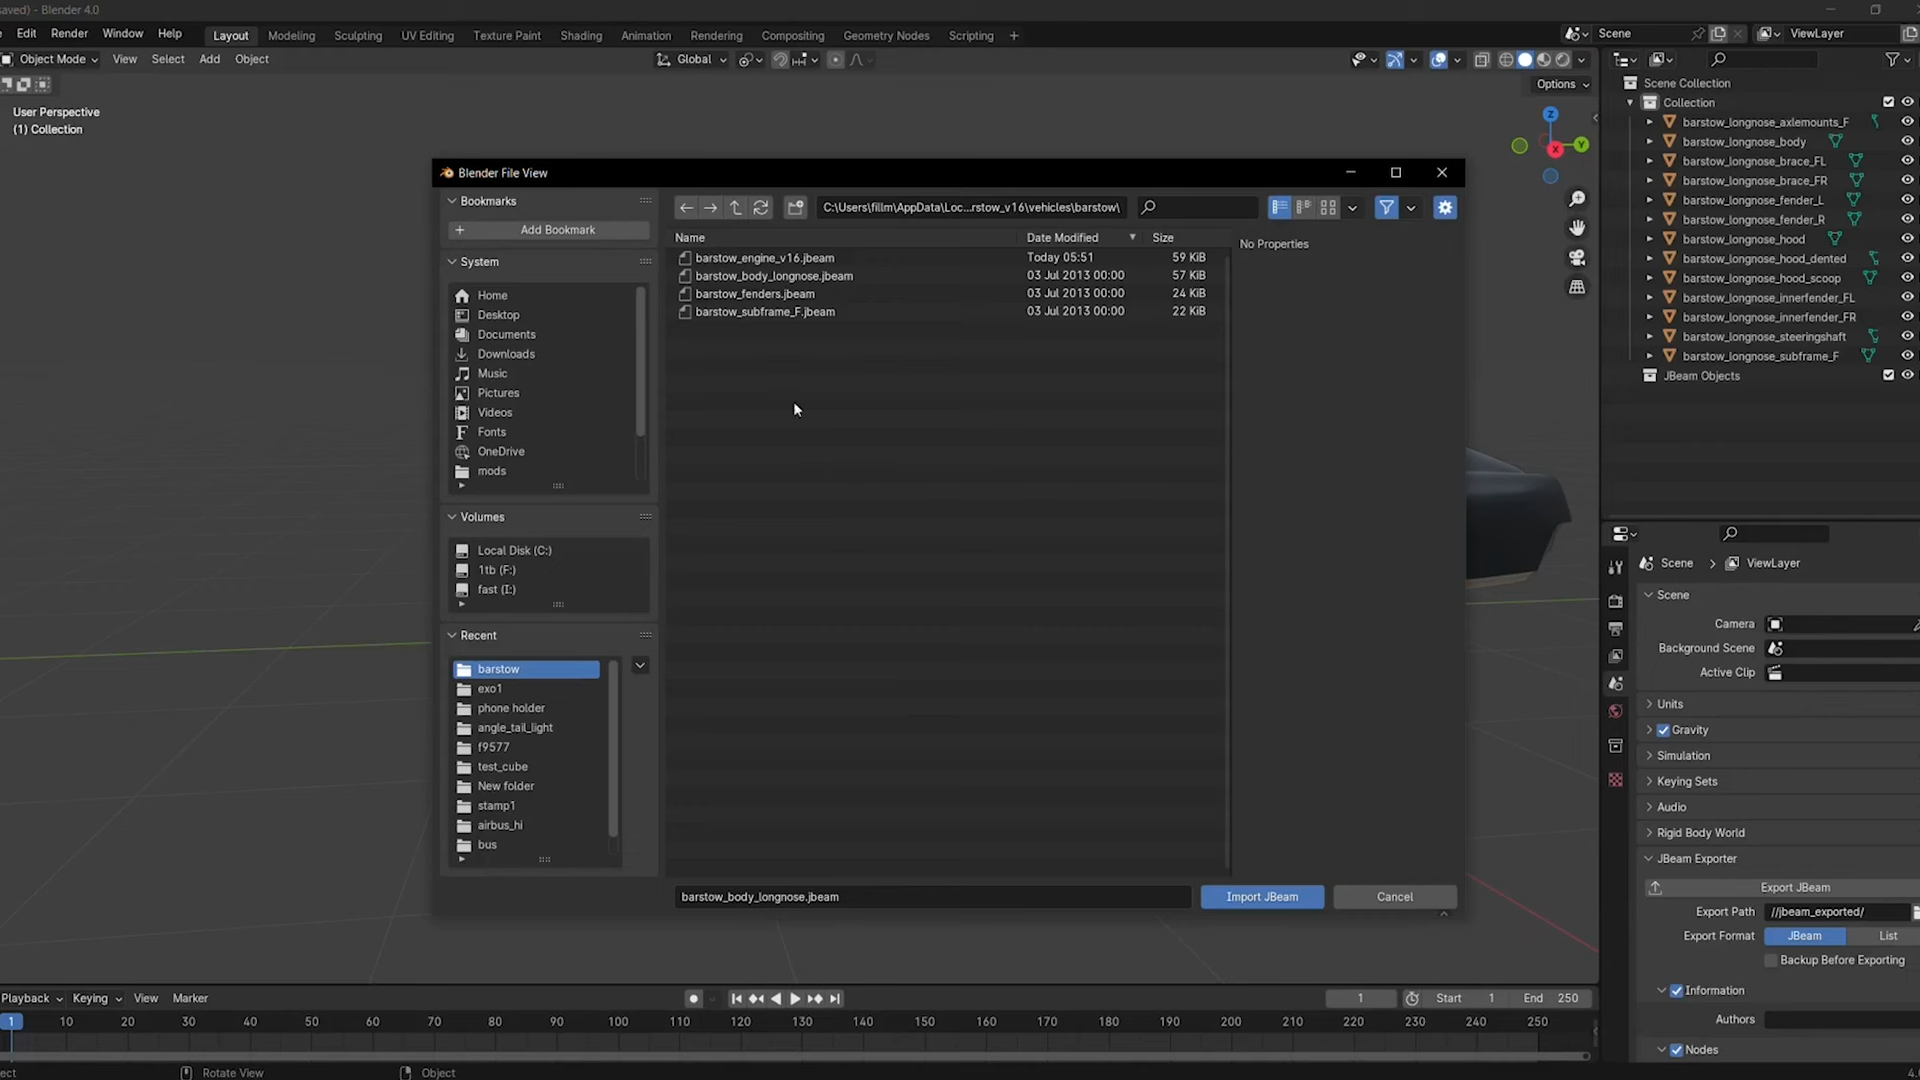 saved) - Blender 4.0
Edit Render Window Help Layout Modeling Sculpting UV Editing Texture Paint Shading Animation Rendering Compositing Geometry Nodes Scripting + Scene ViewLayer
Object Mode View Select Add Object Global
Options
User Perspective
(1) Collection
Z
Y
X
Blender File View
Bookmarks
Add Bookmark
System
Home
Desktop
Documents
Downloads
Music
Pictures
Videos
Fonts
OneDrive
mods
Volumes
Local Disk (C:)
1tb (F:)
fast (I:)
Recent
barstow
exo1
phone holder
angle_tail_light
f9577
test_cube
New folder
stamp1
airbus_hi
bus
C:\Users\fillm\AppData\Loc...rstow_v16\vehicles\barstow\
Name Date Modified Size
barstow_engine_v16.jbeam Today 05:51 59 KiB
barstow_body_longnose.jbeam 03 Jul 2013 00:00 57 KiB
barstow_fenders.jbeam 03 Jul 2013 00:00 24 KiB
barstow_subframe_F.jbeam 03 Jul 2013 00:00 22 KiB
No Properties
barstow_body_longnose.jbeam
Import JBeam
Cancel
Scene Collection
Collection
barstow_longnose_axlemounts_F
barstow_longnose_body
barstow_longnose_brace_FL
barstow_longnose_brace_FR
barstow_longnose_fender_L
barstow_longnose_fender_R
barstow_longnose_hood
barstow_longnose_hood_dented
barstow_longnose_hood_scoop
barstow_longnose_innerfender_FL
barstow_longnose_innerfender_FR
barstow_longnose_steeringshaft
barstow_longnose_subframe_F
JBeam Objects
Scene > ViewLayer
Scene
Camera
Background Scene
Active Clip
Units
Gravity
Simulation
Keying Sets
Audio
Rigid Body World
JBeam Exporter
Export JBeam
Export Path //jbeam_exported/
Export Format JBeam List
Backup Before Exporting
Information
Authors
Nodes
Playback Keying View Marker 1 Start 1 End 250
1 10 20 30 40 50 60 70 80 90 100 110 120 130 140 150 160 170 180 190 200 210 220 230 240 250
ect Rotate View Object 4.